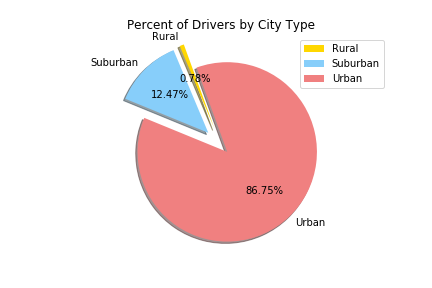 Percent of Drivers by City Type
Rural
Suburban
Urban
Rural
Suburban
0.78%
12.47%
86.75%
Urban